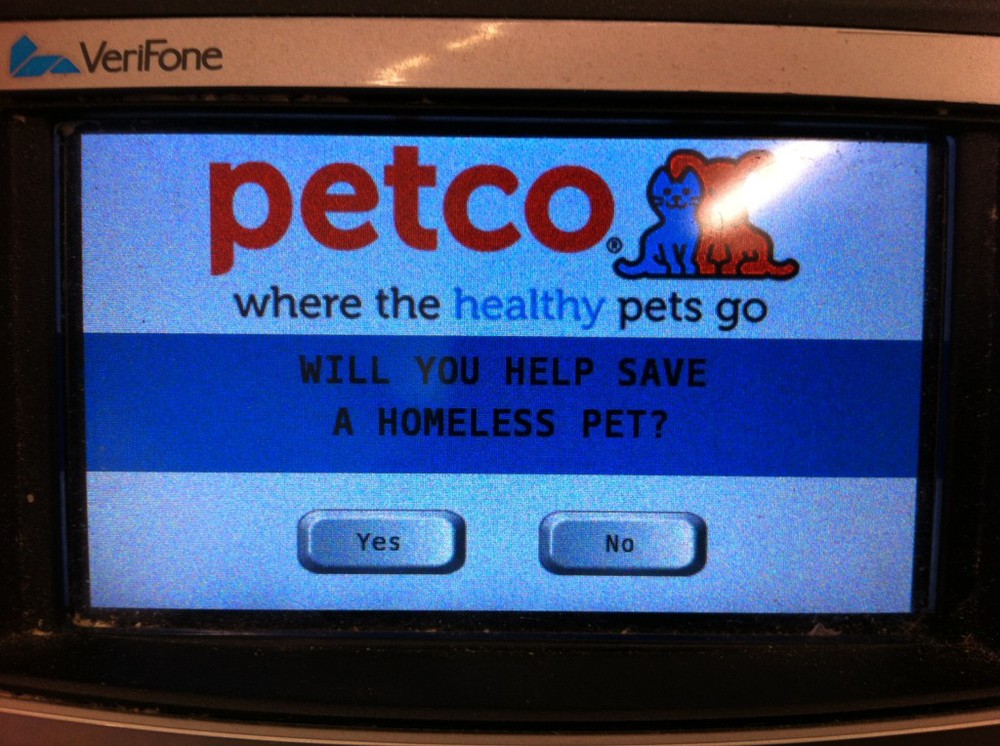 VeriFone
petco®
where the healthy pets go
WILL YOU HELP SAVE
A HOMELESS PET?
Yes No